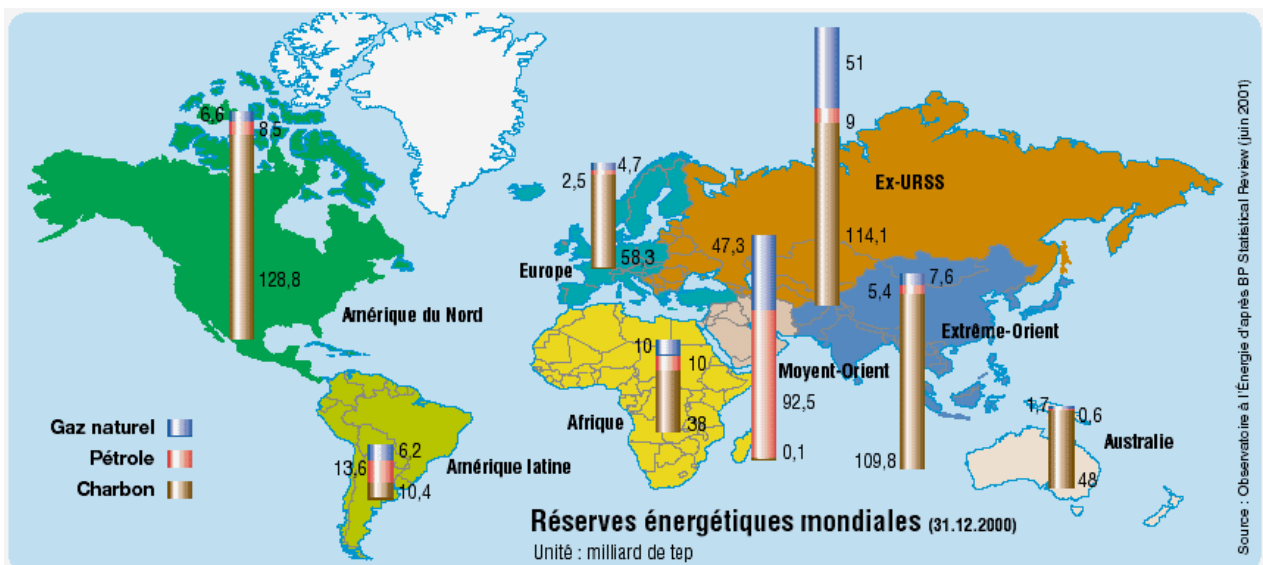 51
6,6
8,5
9
4,7
2,5
Ex-URSS
114,1
47,3
58,3
Europe
7,6
5,4
128,8
Amérique du Nord
Extrême-Orient
10
10
Moyent-Orient
92,5
1,7
0,6
Afrique
38
Gaz naturel
Pétrole
Charbon
6,2
13,6
Amérique latine
10,4
0,1
109,8
Australie
48
Réserves énergétiques mondiales (31.12.2000)
Unité : milliard de tep
Source : Observatoire à l'Énergie d'après BP Statistical Review (juin 2001)